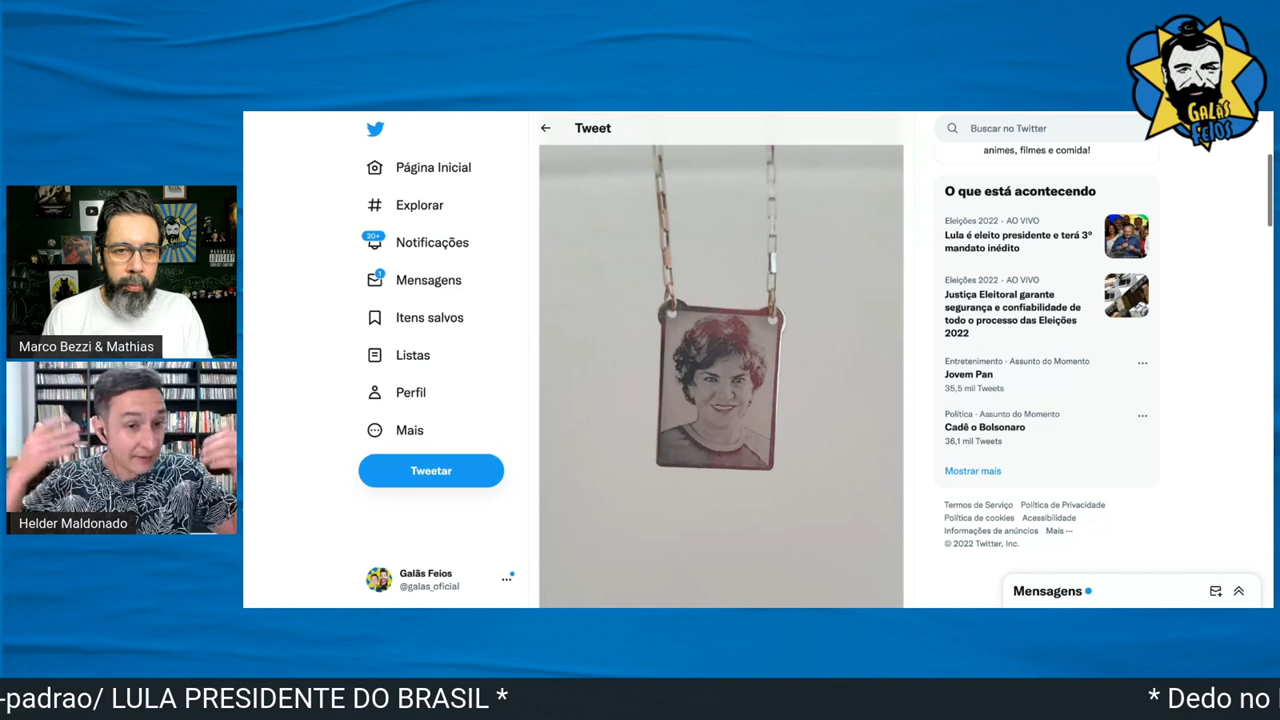 GALÃS
FEIOS
Tweet
Buscar no Twitter
Página Inicial
Explorar
20+
Notificações
1
Mensagens
Itens salvos
Listas
Perfil
Mais
Tweetar
Galãs Feios
@galas_oficial
animes, filmes e comida!
O que está acontecendo
Eleições 2022 · AO VIVO
Lula é eleito presidente e terá 3º
mandato inédito
Eleições 2022 · AO VIVO
Justiça Eleitoral garante
segurança e confiabilidade de
todo o processo das Eleições
2022
Entretenimento · Assunto do Momento
Jovem Pan
35,5 mil Tweets
Política · Assunto do Momento
Cadê o Bolsonaro
36,1 mil Tweets
Mostrar mais
Termos de Serviço Política de Privacidade
Política de cookies Acessibilidade
Informações de anúncios Mais ···
© 2022 Twitter, Inc.
Mensagens
Marco Bezzi & Mathias
Helder Maldonado
-padrao/ LULA PRESIDENTE DO BRASIL * * Dedo no